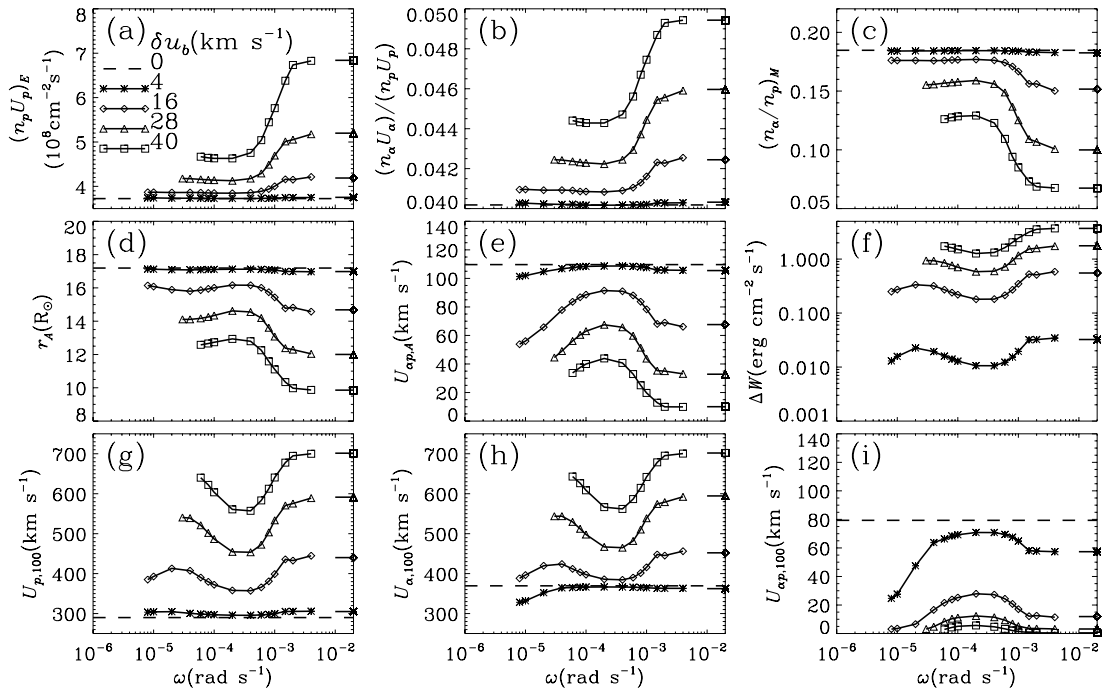 (a) δu_b(km s⁻¹)
0
4
16
28
40
(n_pU_p)_E
(10⁸cm⁻²s⁻¹)
8
7
6
5
4
(b)
(n_αU_α)/(n_pU_p)
0.050
0.048
0.046
0.044
0.042
0.040
(c)
(n_α/n_p)_M
0.20
0.15
0.10
0.05
(d)
r_A(R_⊙)
20
18
16
14
12
10
8
(e)
U_αp,A(km s⁻¹)
140
120
100
80
60
40
20
0
(f)
ΔW(erg cm⁻² s⁻¹)
1.000
0.100
0.010
0.001
(g)
U_p,100(km s⁻¹)
700
600
500
400
300
10⁻⁶ 10⁻⁵ 10⁻⁴ 10⁻³ 10⁻²
ω(rad s⁻¹)
(h)
U_α,100(km s⁻¹)
700
600
500
400
300
10⁻⁶ 10⁻⁵ 10⁻⁴ 10⁻³ 10⁻²
ω(rad s⁻¹)
(i)
U_αp,100(km s⁻¹)
140
120
100
80
60
40
20
0
10⁻⁶ 10⁻⁵ 10⁻⁴ 10⁻³ 10⁻²
ω(rad s⁻¹)